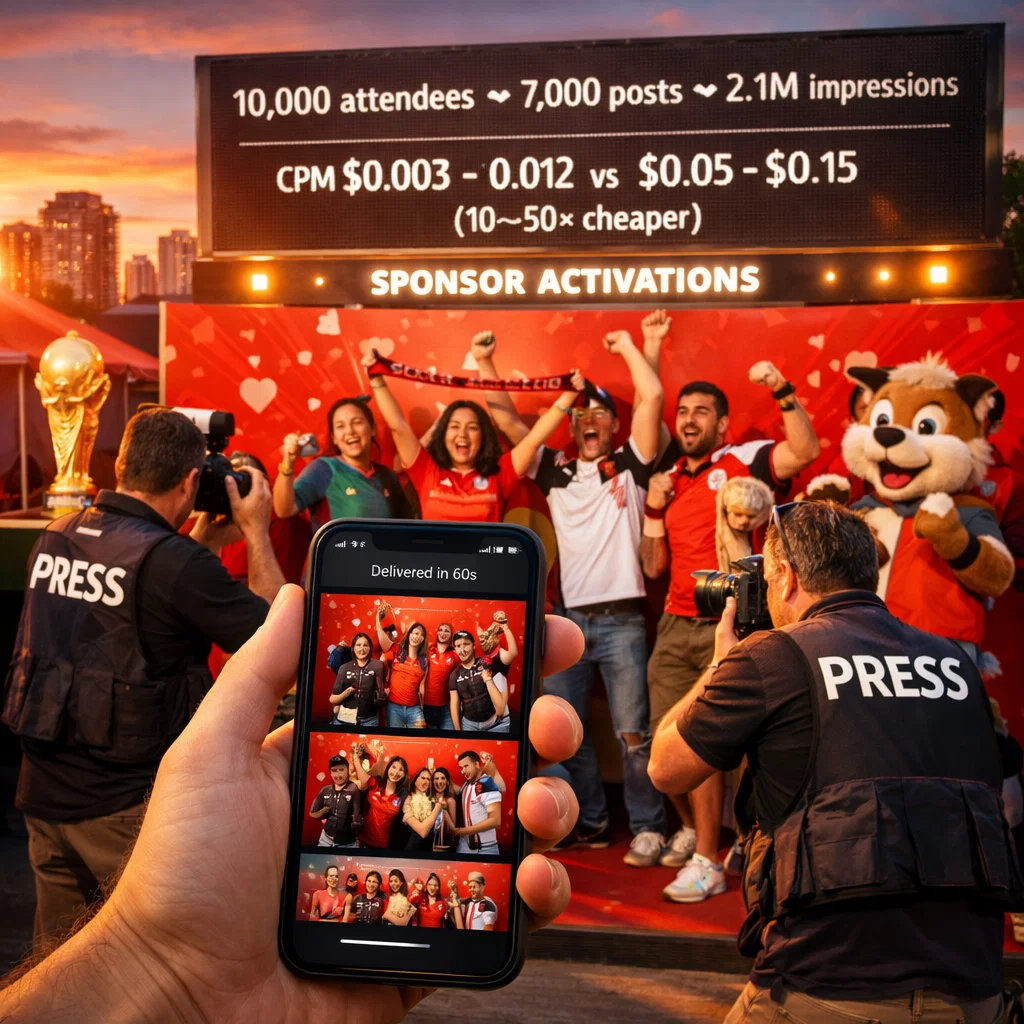 10,000 attendees ❤ 7,000 posts ❤ 2.1M impressions
CPM $0.003 - 0.012 vs $0.05 - $0.15
(10~50× cheaper)
SPONSOR ACTIVATIONS
PRESS
PRESS
Delivered in 60s